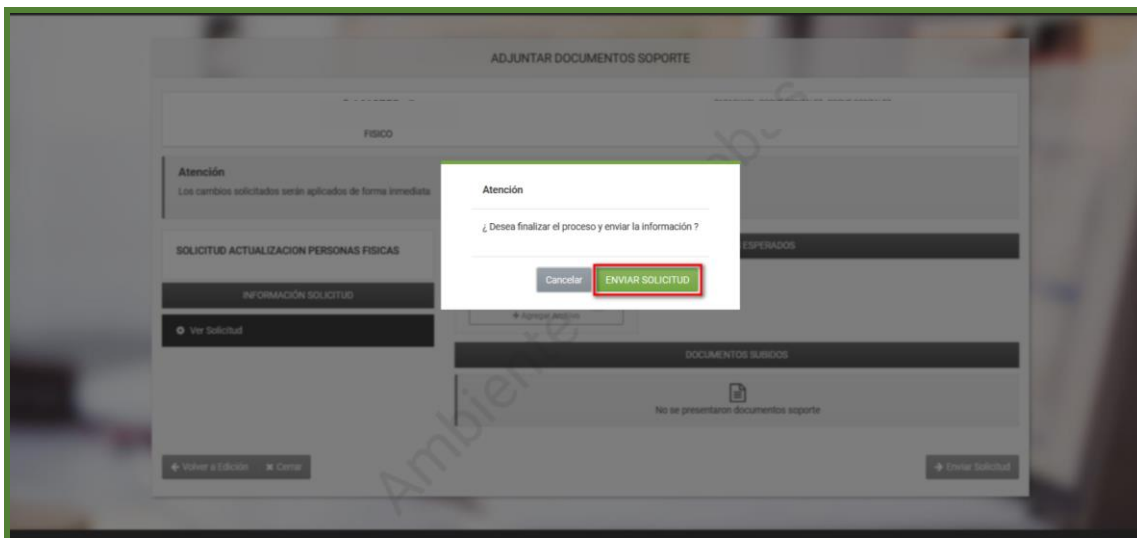 ADJUNTAR DOCUMENTOS SOPORTE
FISICO
Atención
Los cambios solicitados serán aplicados de forma inmediata
Atención
¿ Desea finalizar el proceso y enviar la información ?
Cancelar ENVIAR SOLICITUD
SOLICITUD ACTUALIZACION PERSONAS FISICAS
ESPERADOS
INFORMACIÓN SOLICITUD
Agregar Archivo
Ver Solicitud
DOCUMENTOS SUBIDOS
No se presentaron documentos soporte
Volver a Edición Cerrar
Enviar Solicitud
Ambiente